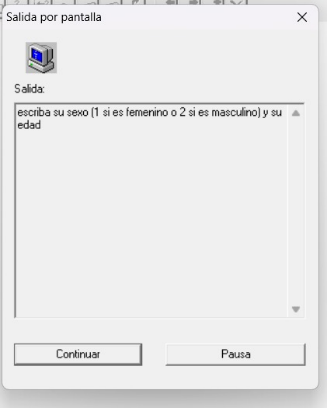 Salida por pantalla
Salida:
escriba su sexo (1 si es femenino o 2 si es masculino) y su
edad
Continuar
Pausa